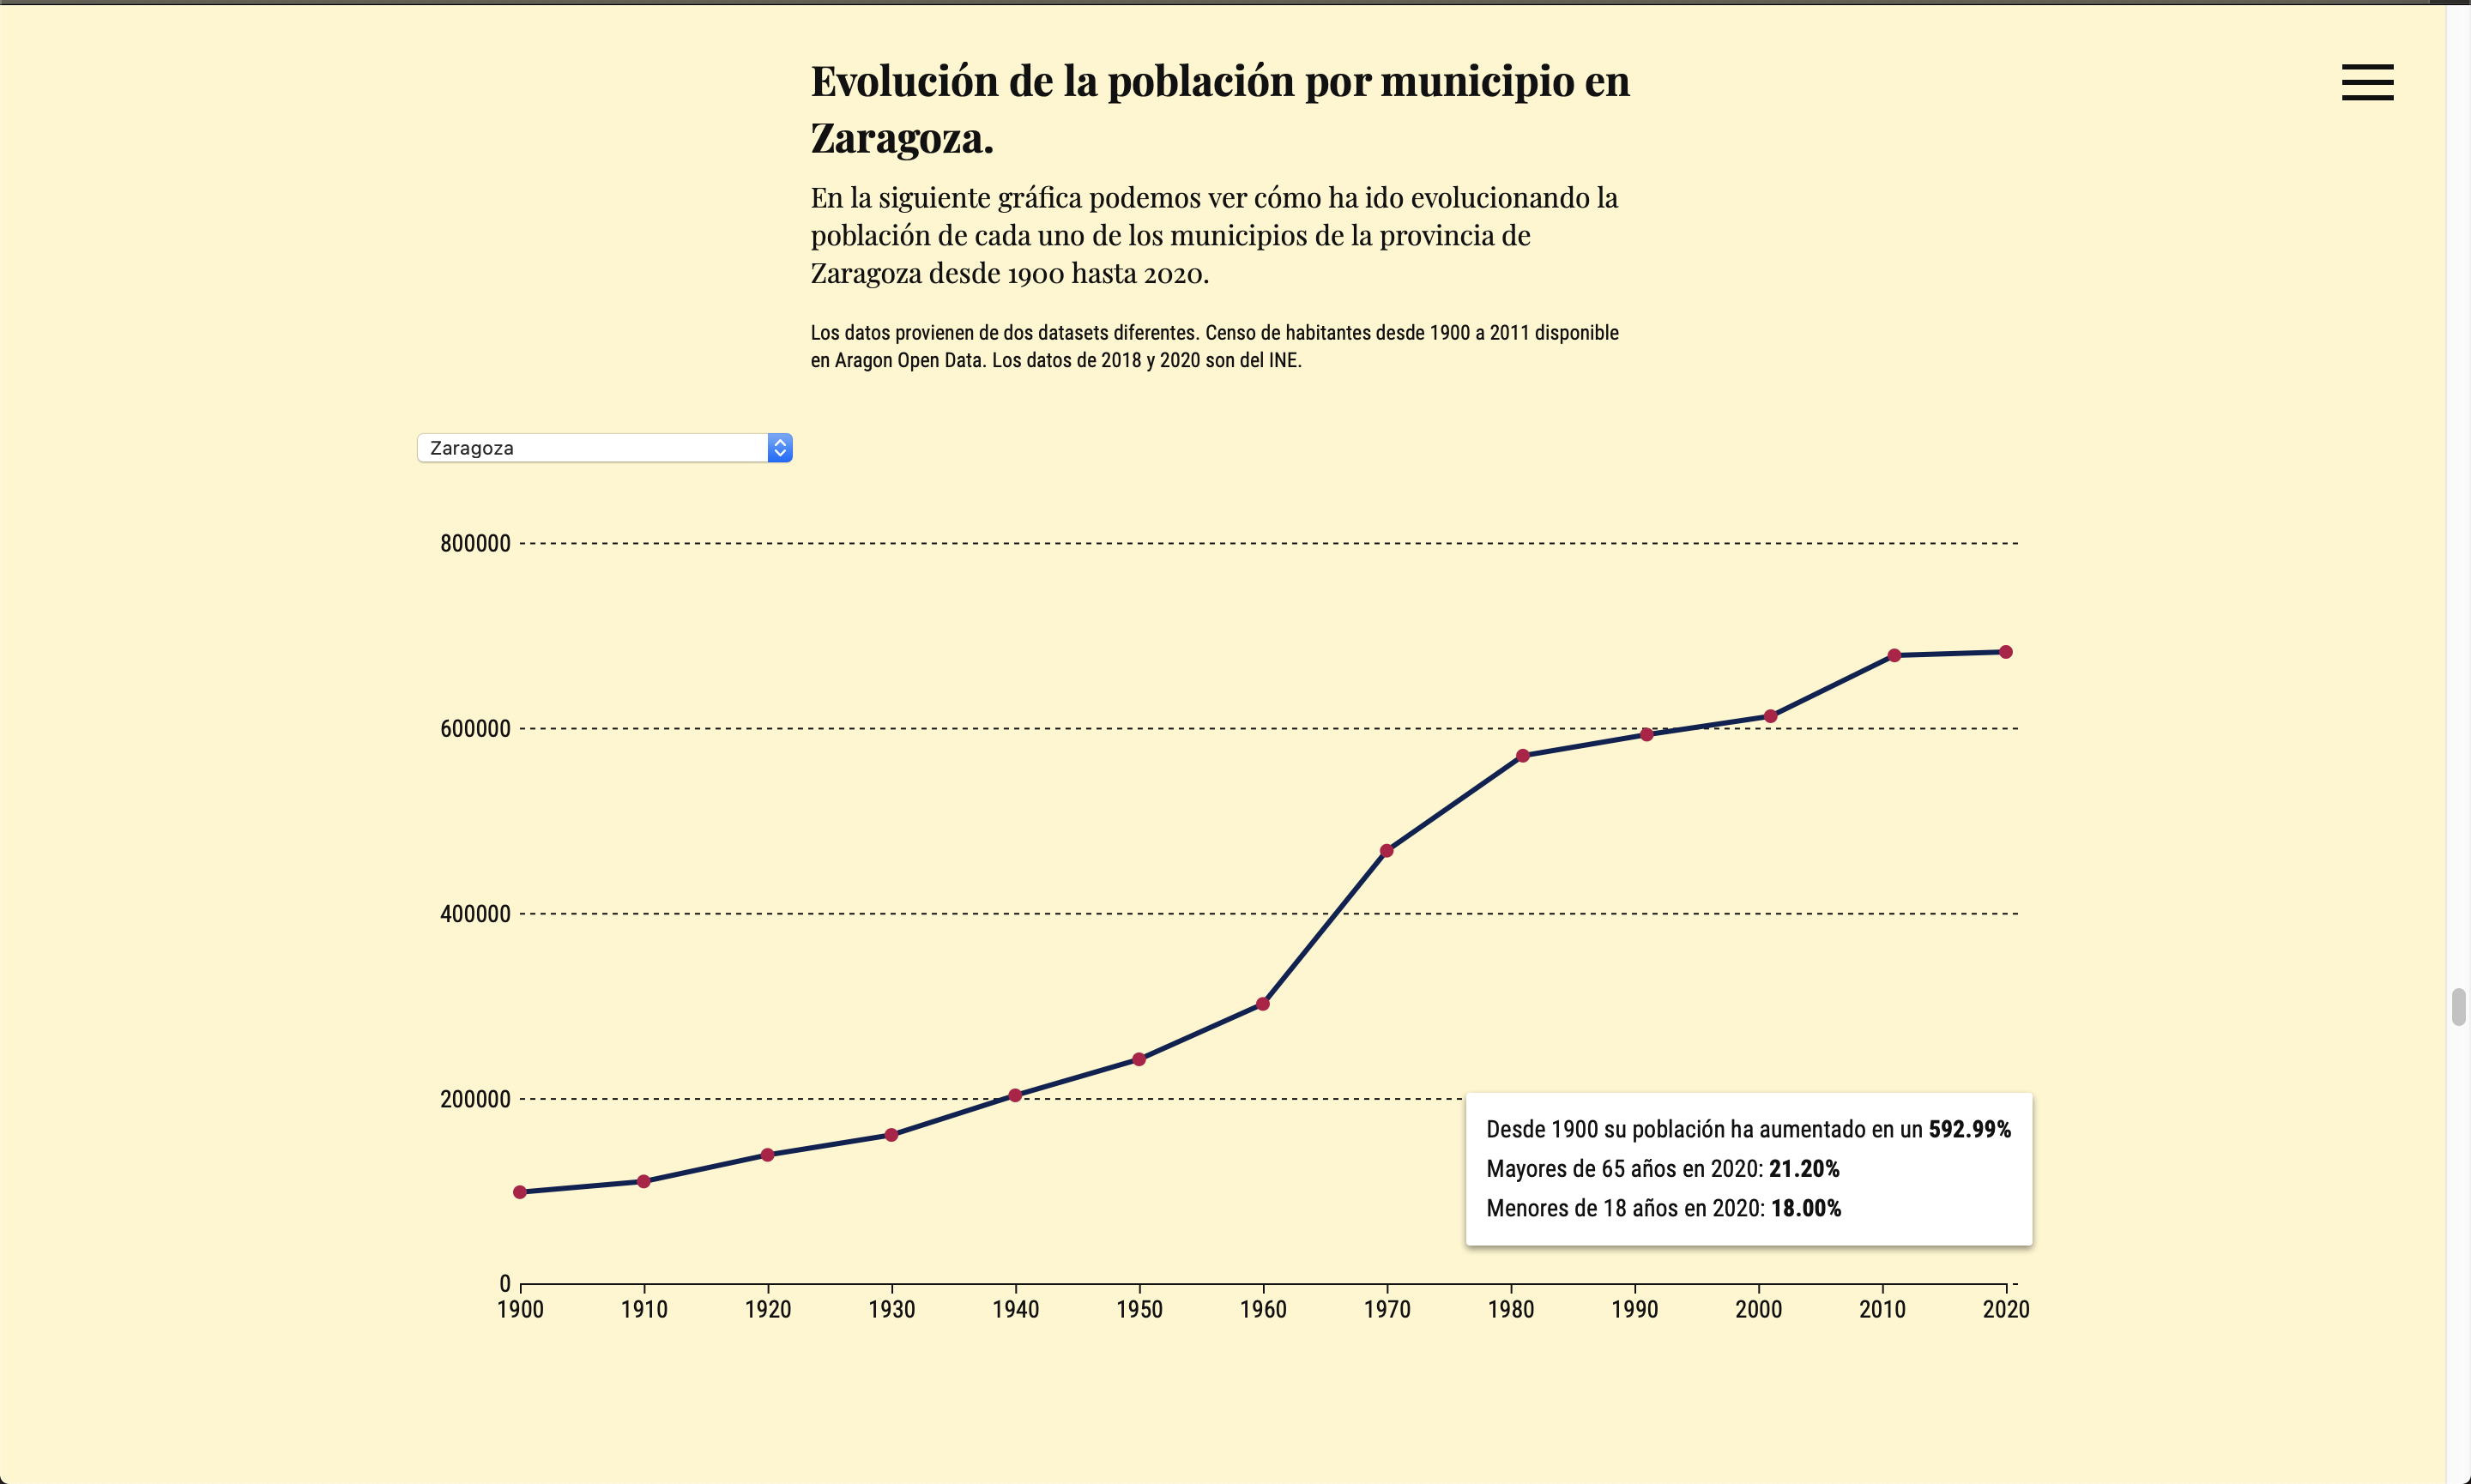 Evolución de la población por municipio en
Zaragoza.
En la siguiente gráfica podemos ver cómo ha ido evolucionando la
población de cada uno de los municipios de la provincia de
Zaragoza desde 1900 hasta 2020.
Los datos provienen de dos datasets diferentes. Censo de habitantes desde 1900 a 2011 disponible
en Aragon Open Data. Los datos de 2018 y 2020 son del INE.
Zaragoza
800000
600000
400000
200000
0
Desde 1900 su población ha aumentado en un 592.99%
Mayores de 65 años en 2020: 21.20%
Menores de 18 años en 2020: 18.00%
1900 1910 1920 1930 1940 1950 1960 1970 1980 1990 2000 2010 2020